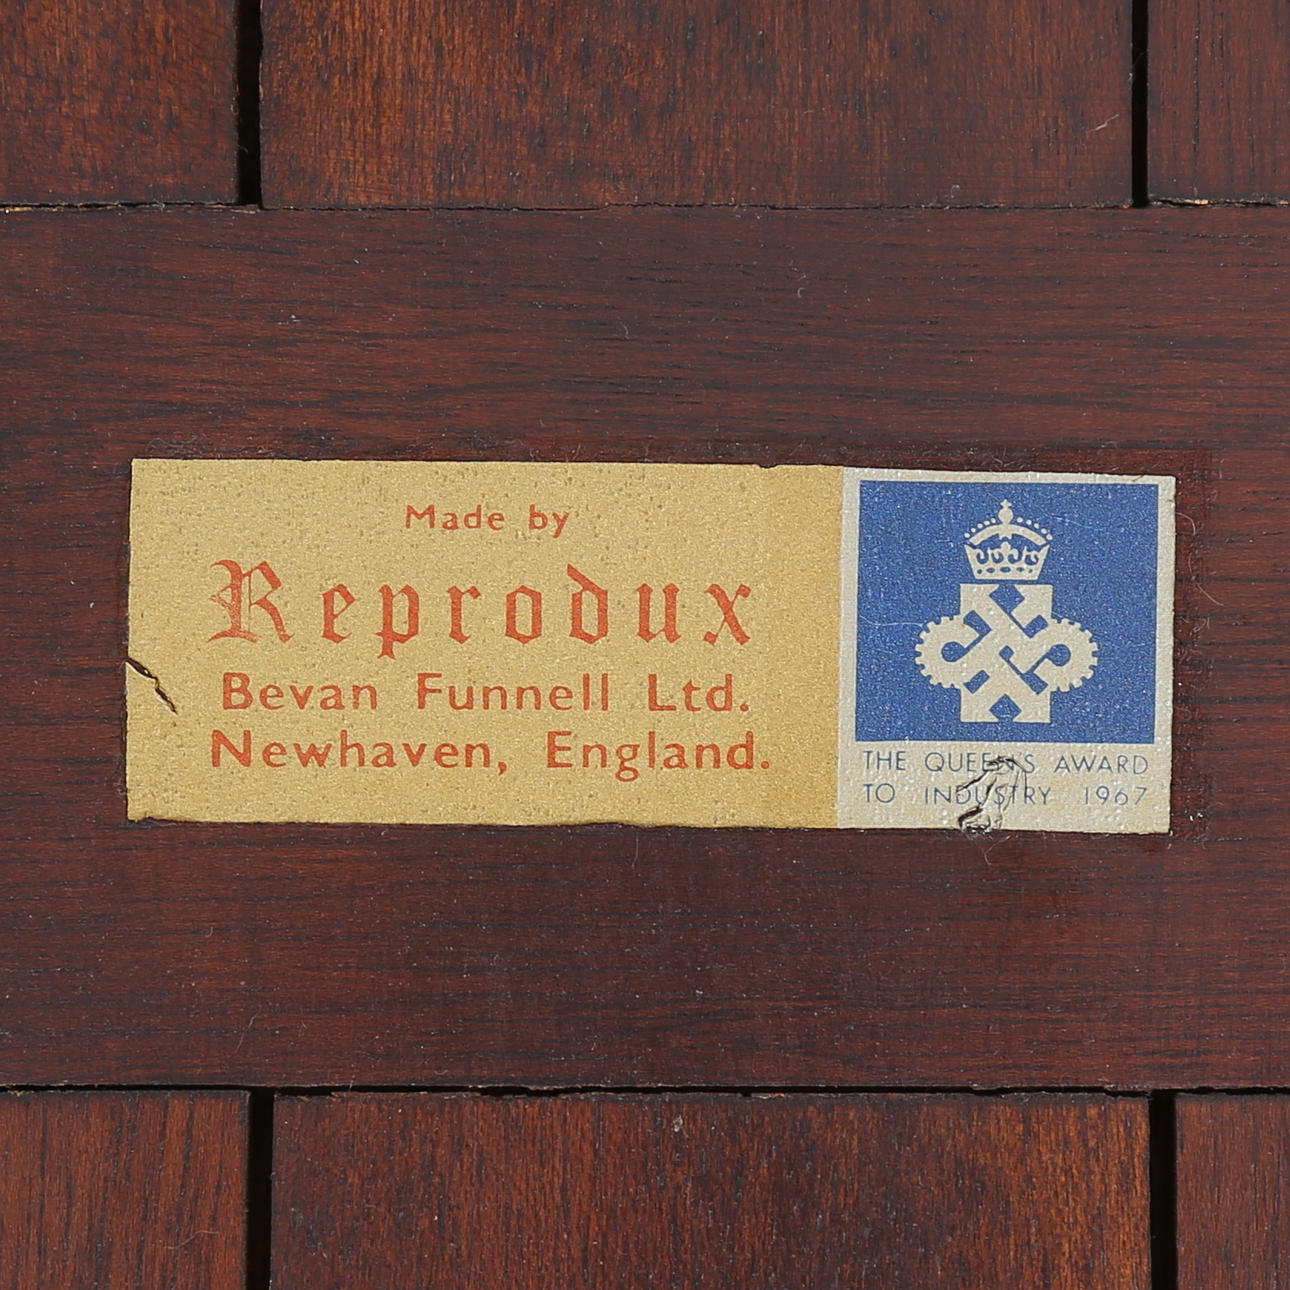 Made by
Reprodux
Bevan Funnell Ltd.
Newhaven, England.
THE QUEEN'S AWARD
TO INDUSTRY 1967